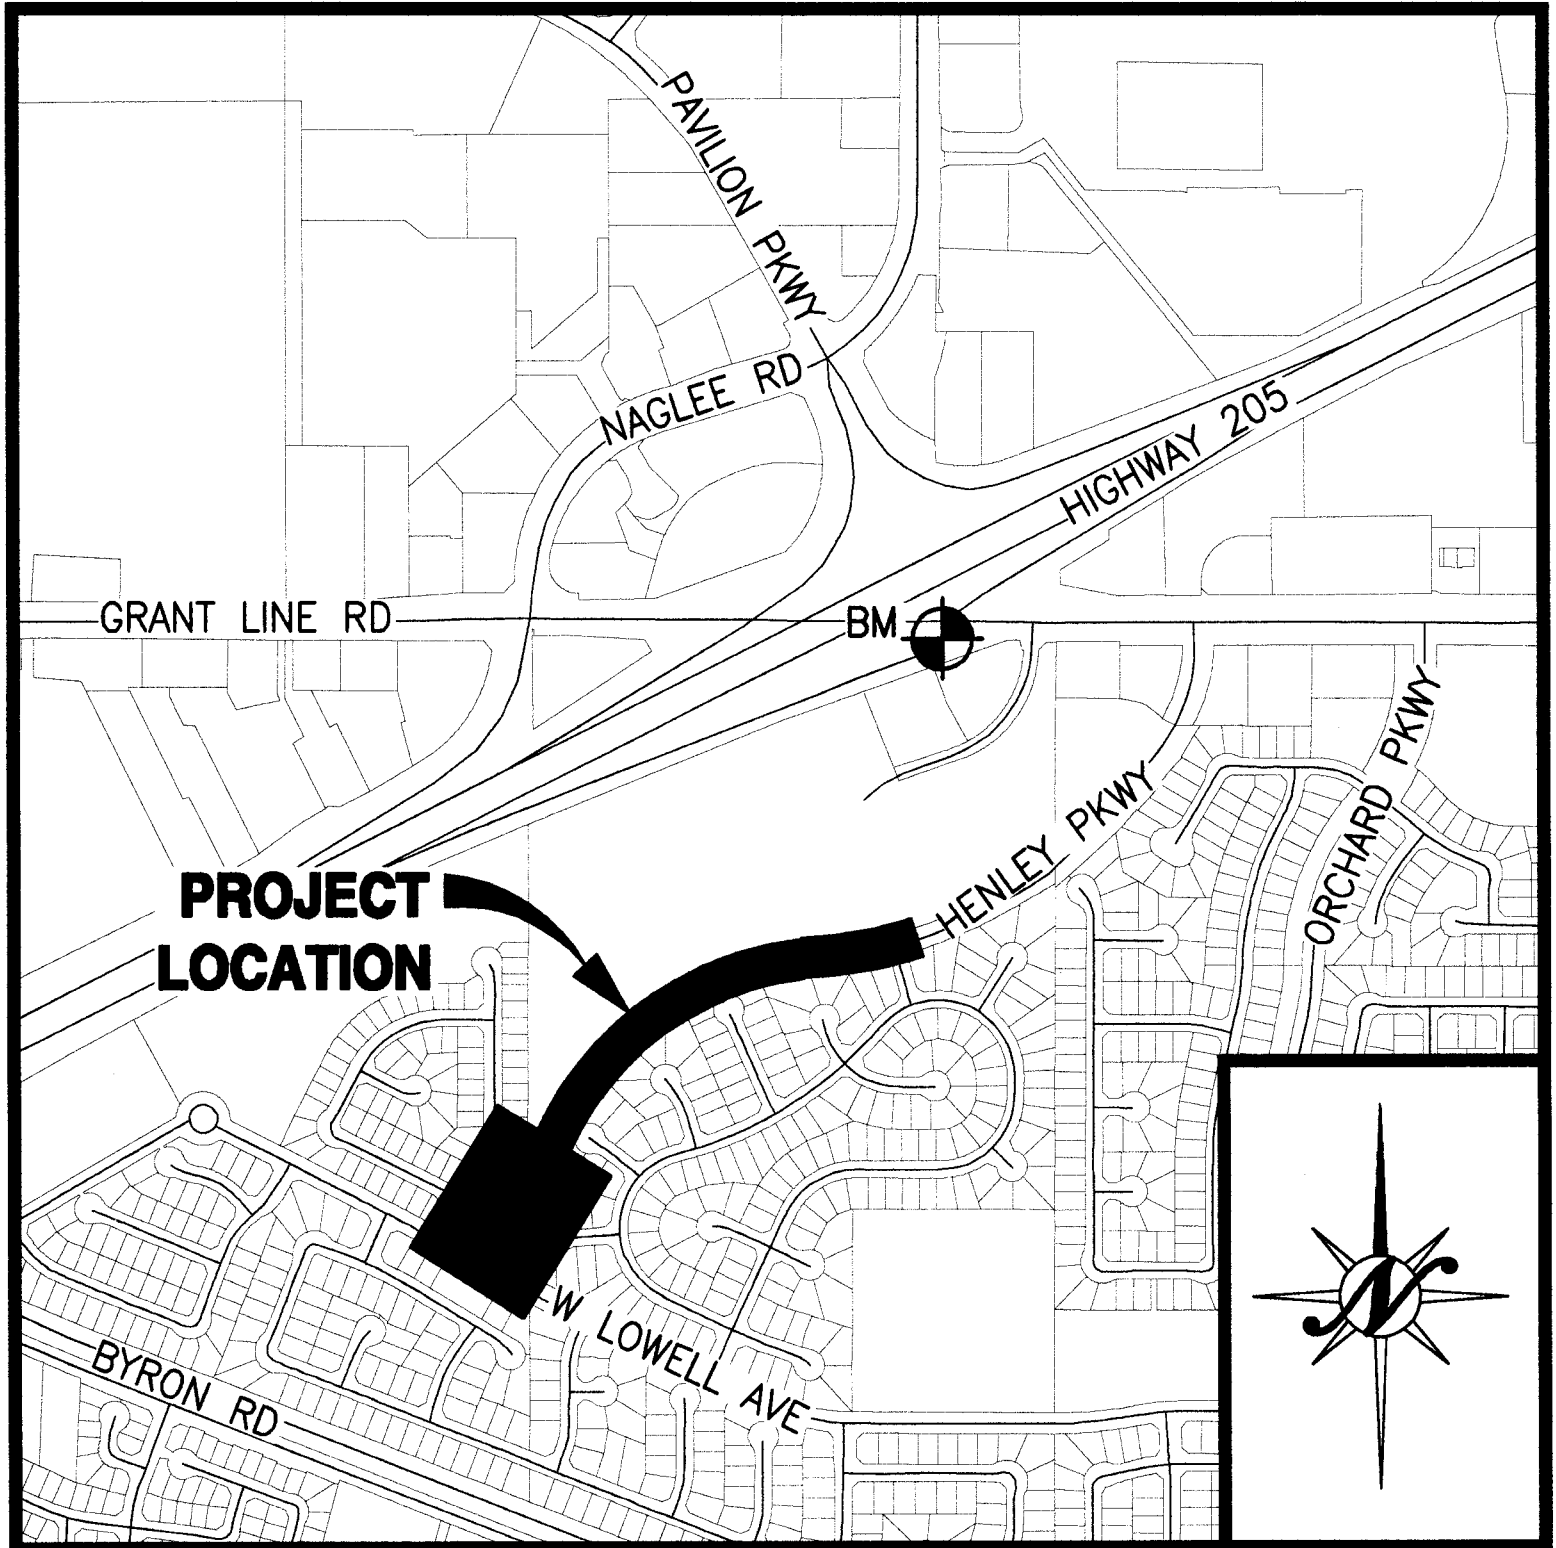 PAVILION PKWY
NAGLEE RD
HIGHWAY 205
GRANT LINE RD
BM
ORCHARD PKWY
HENLEY PKWY
PROJECT
LOCATION
W LOWELL AVE
BYRON RD
N